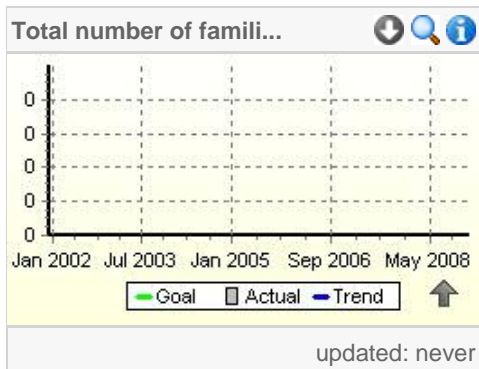 Total number of famili...
0
0
0
0
0
Jan 2002 Jul 2003 Jan 2005 Sep 2006 May 2008
Goal Actual Trend
updated: never